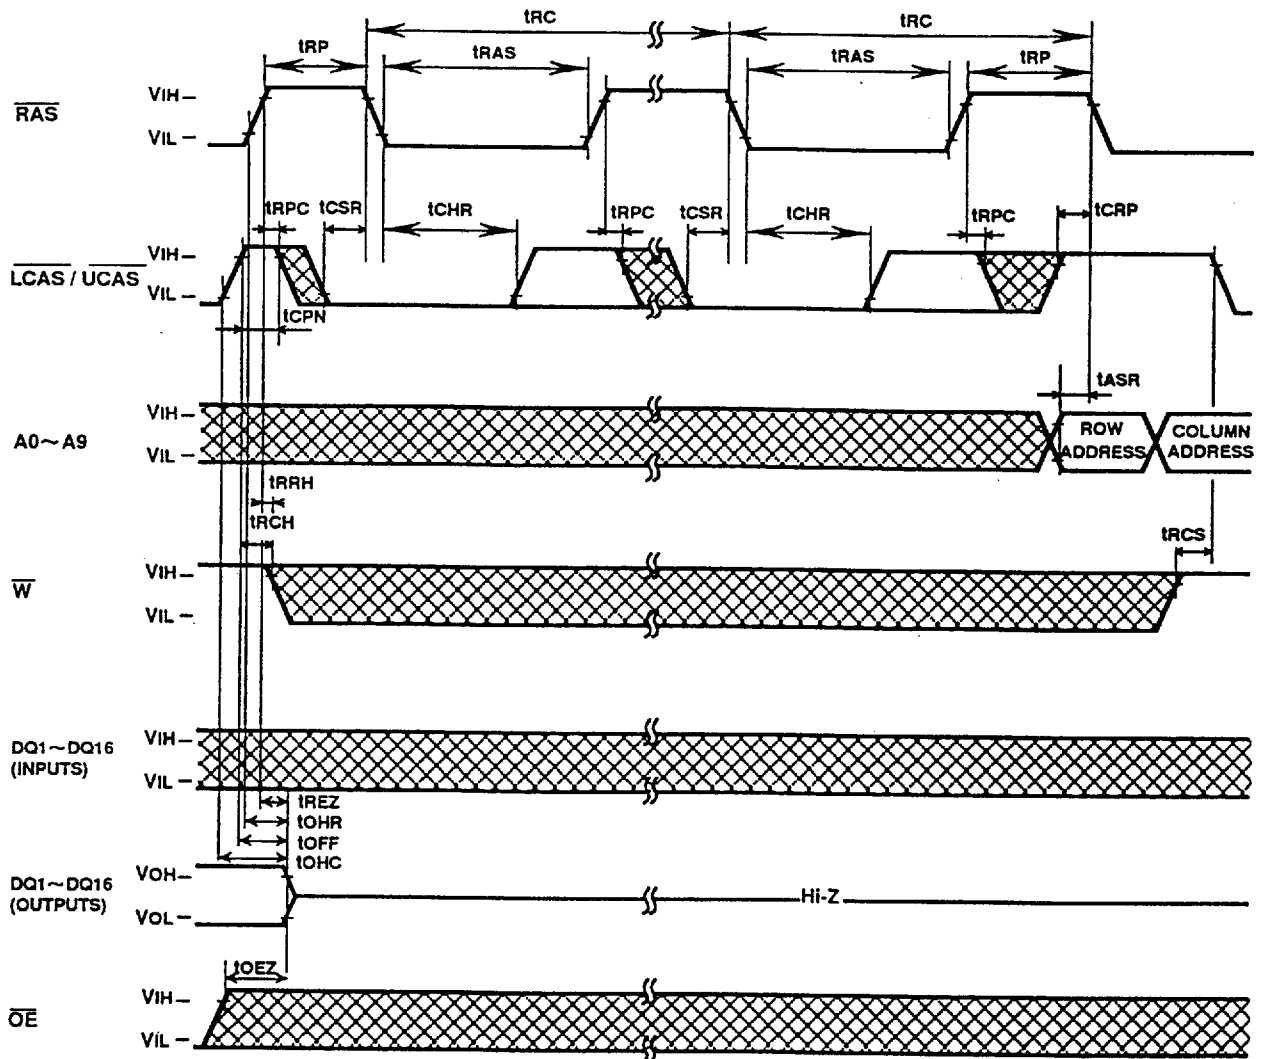 tRC tRC
tRP tRAS tRAS tRP
RAS
VIH
VIL
tRPC tCSR tCHR tRPC tCSR tCHR tRPC tCRP
LCAS / UCAS
VIH
VIL
tCPN
tASR
A0~A9
VIH
VIL
ROW
ADDRESS
COLUMN
ADDRESS
tRRH
tRCH
tRCS
W
VIH
VIL
DQ1~DQ16
(INPUTS)
VIH
VIL
tREZ
tOHR
tOFF
tOHC
DQ1~DQ16
(OUTPUTS)
VOH
VOL
Hi-Z
tOEZ
OE
VIH
VIL